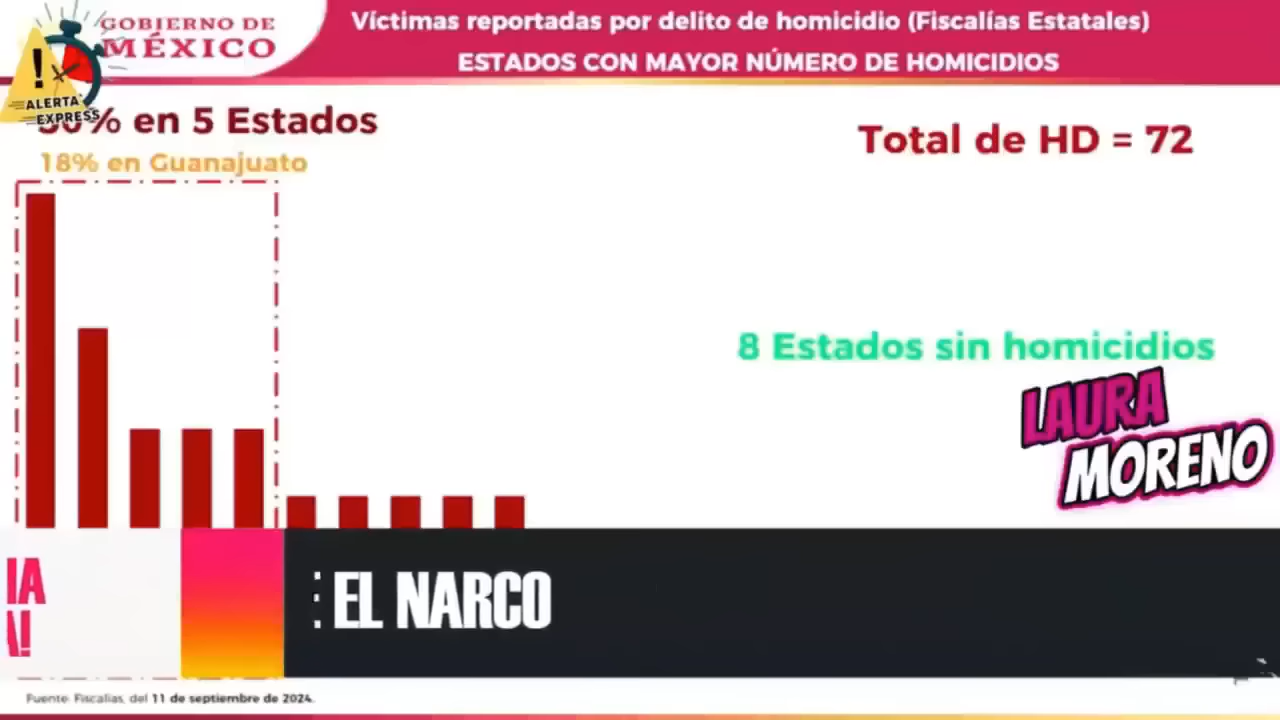 GOBIERNO DE
MÉXICO
Víctimas reportadas por delito de homicidio (Fiscalías Estatales)
ESTADOS CON MAYOR NÚMERO DE HOMICIDIOS
ALERTA
EXPRESS
% en 5 Estados
18% en Guanajuato
Total de HD = 72
8 Estados sin homicidios
LAURA
MORENO
IA
N!
EL NARCO
Fuente: Fiscalías, del 11 de septiembre de 2024.